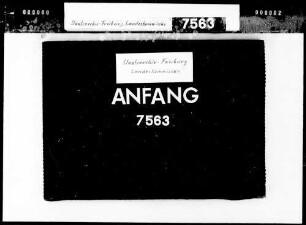 000000
Staatsarchiv Freiburg, Landeskommissär
7563
000002
Staatsarchiv Freiburg
Landeskommissär
ANFANG
7563